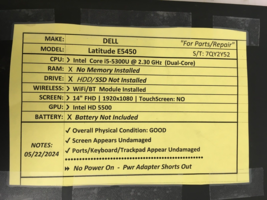 MAKE: DELL "For Parts/Repair"
MODEL: Latitude E5450 S/T: 7QY2Y52
CPU: > Intel Core i5-5300U @ 2.30 GHz (Dual-Core)
RAM: X No Memory Installed
DRIVE: X HDD/SSD Not Installed
WIRELESS: > WiFi/BT Module Installed
SCREEN: > 14" FHD | 1920x1080 | TouchScreen: NO
GPU: > Intel HD 5500
BATTERY: X Battery Not Included
NOTES:
05/22/2024
✓ Overall Physical Condition: GOOD
✓ Screen Appears Undamaged
✓ Ports/Keyboard/Trackpad Appear Undamaged
**********************************************
» No Power On - Pwr Adapter Shorts Out